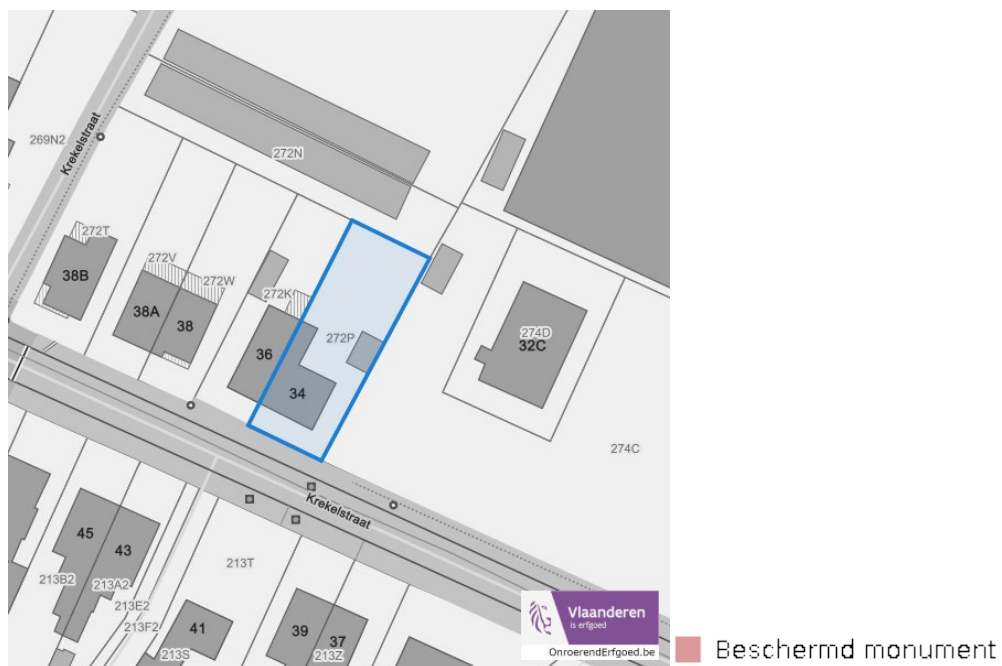 Krekelstraat
269N2
272N
272T
38B
272V
272W
38A
38
272K
36
272P
34
274D
32C
274C
Krekelstraat
45
43
213B2
213A2
213E2
213F2
213T
41
213S
39
37
213Z
Vlaanderen
is erfgoed
OnroerendErfgoed.be
Beschermd monument